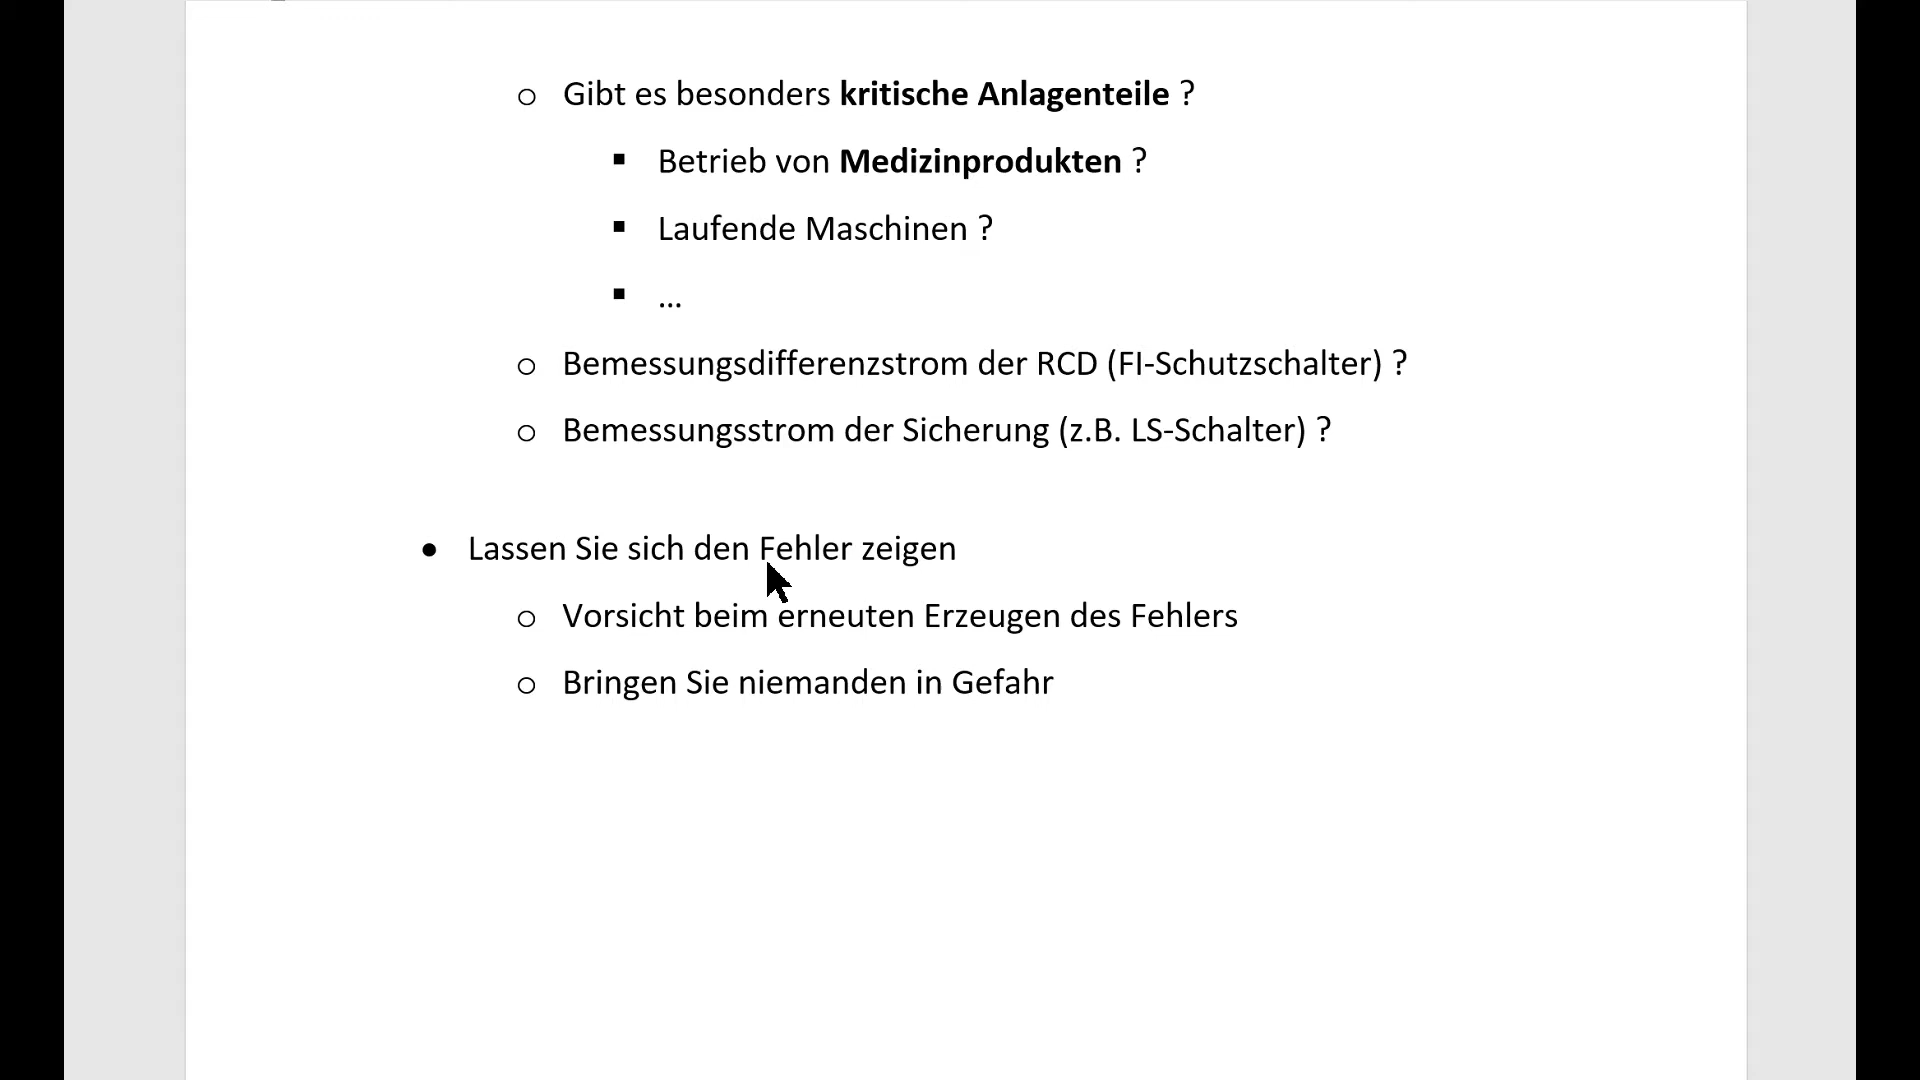 o Gibt es besonders kritische Anlagenteile ?
▪ Betrieb von Medizinprodukten ?
▪ Laufende Maschinen ?
▪ ...
o Bemessungsdifferenzstrom der RCD (FI-Schutzschalter) ?
o Bemessungsstrom der Sicherung (z.B. LS-Schalter) ?
• Lassen Sie sich den Fehler zeigen
o Vorsicht beim erneuten Erzeugen des Fehlers
o Bringen Sie niemanden in Gefahr